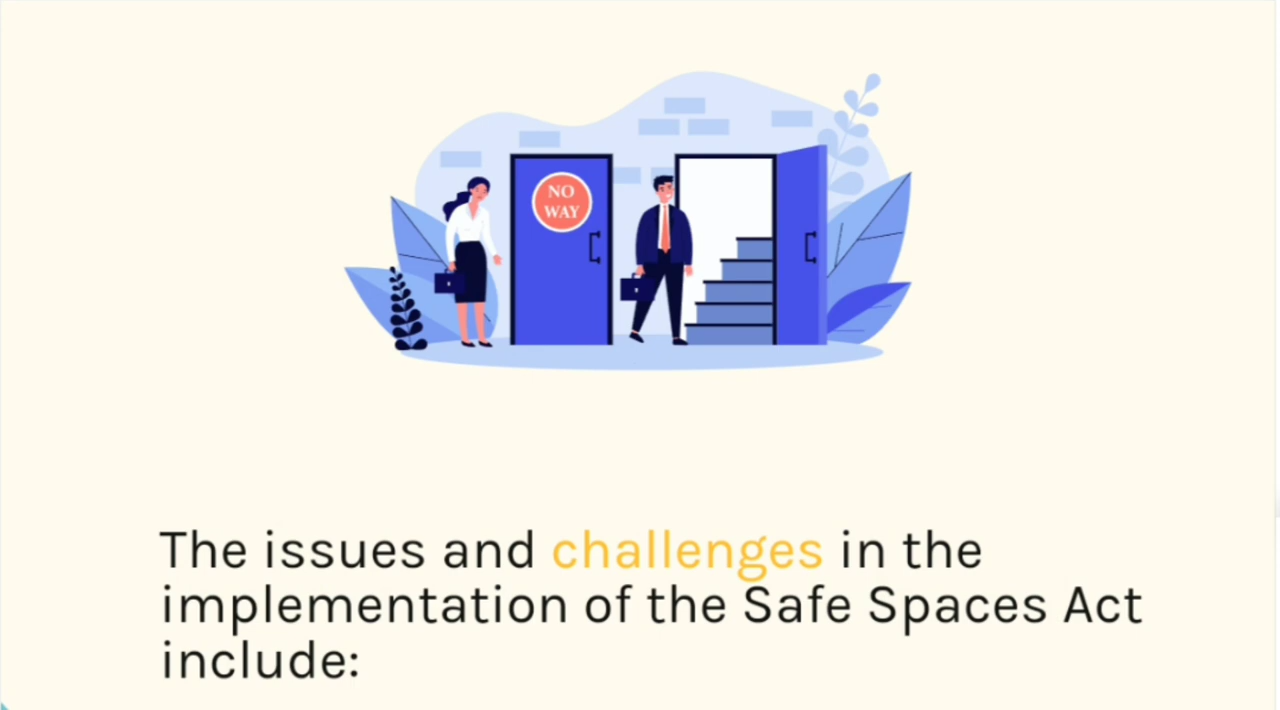 NO
WAY
The issues and challenges in the
implementation of the Safe Spaces Act
include: